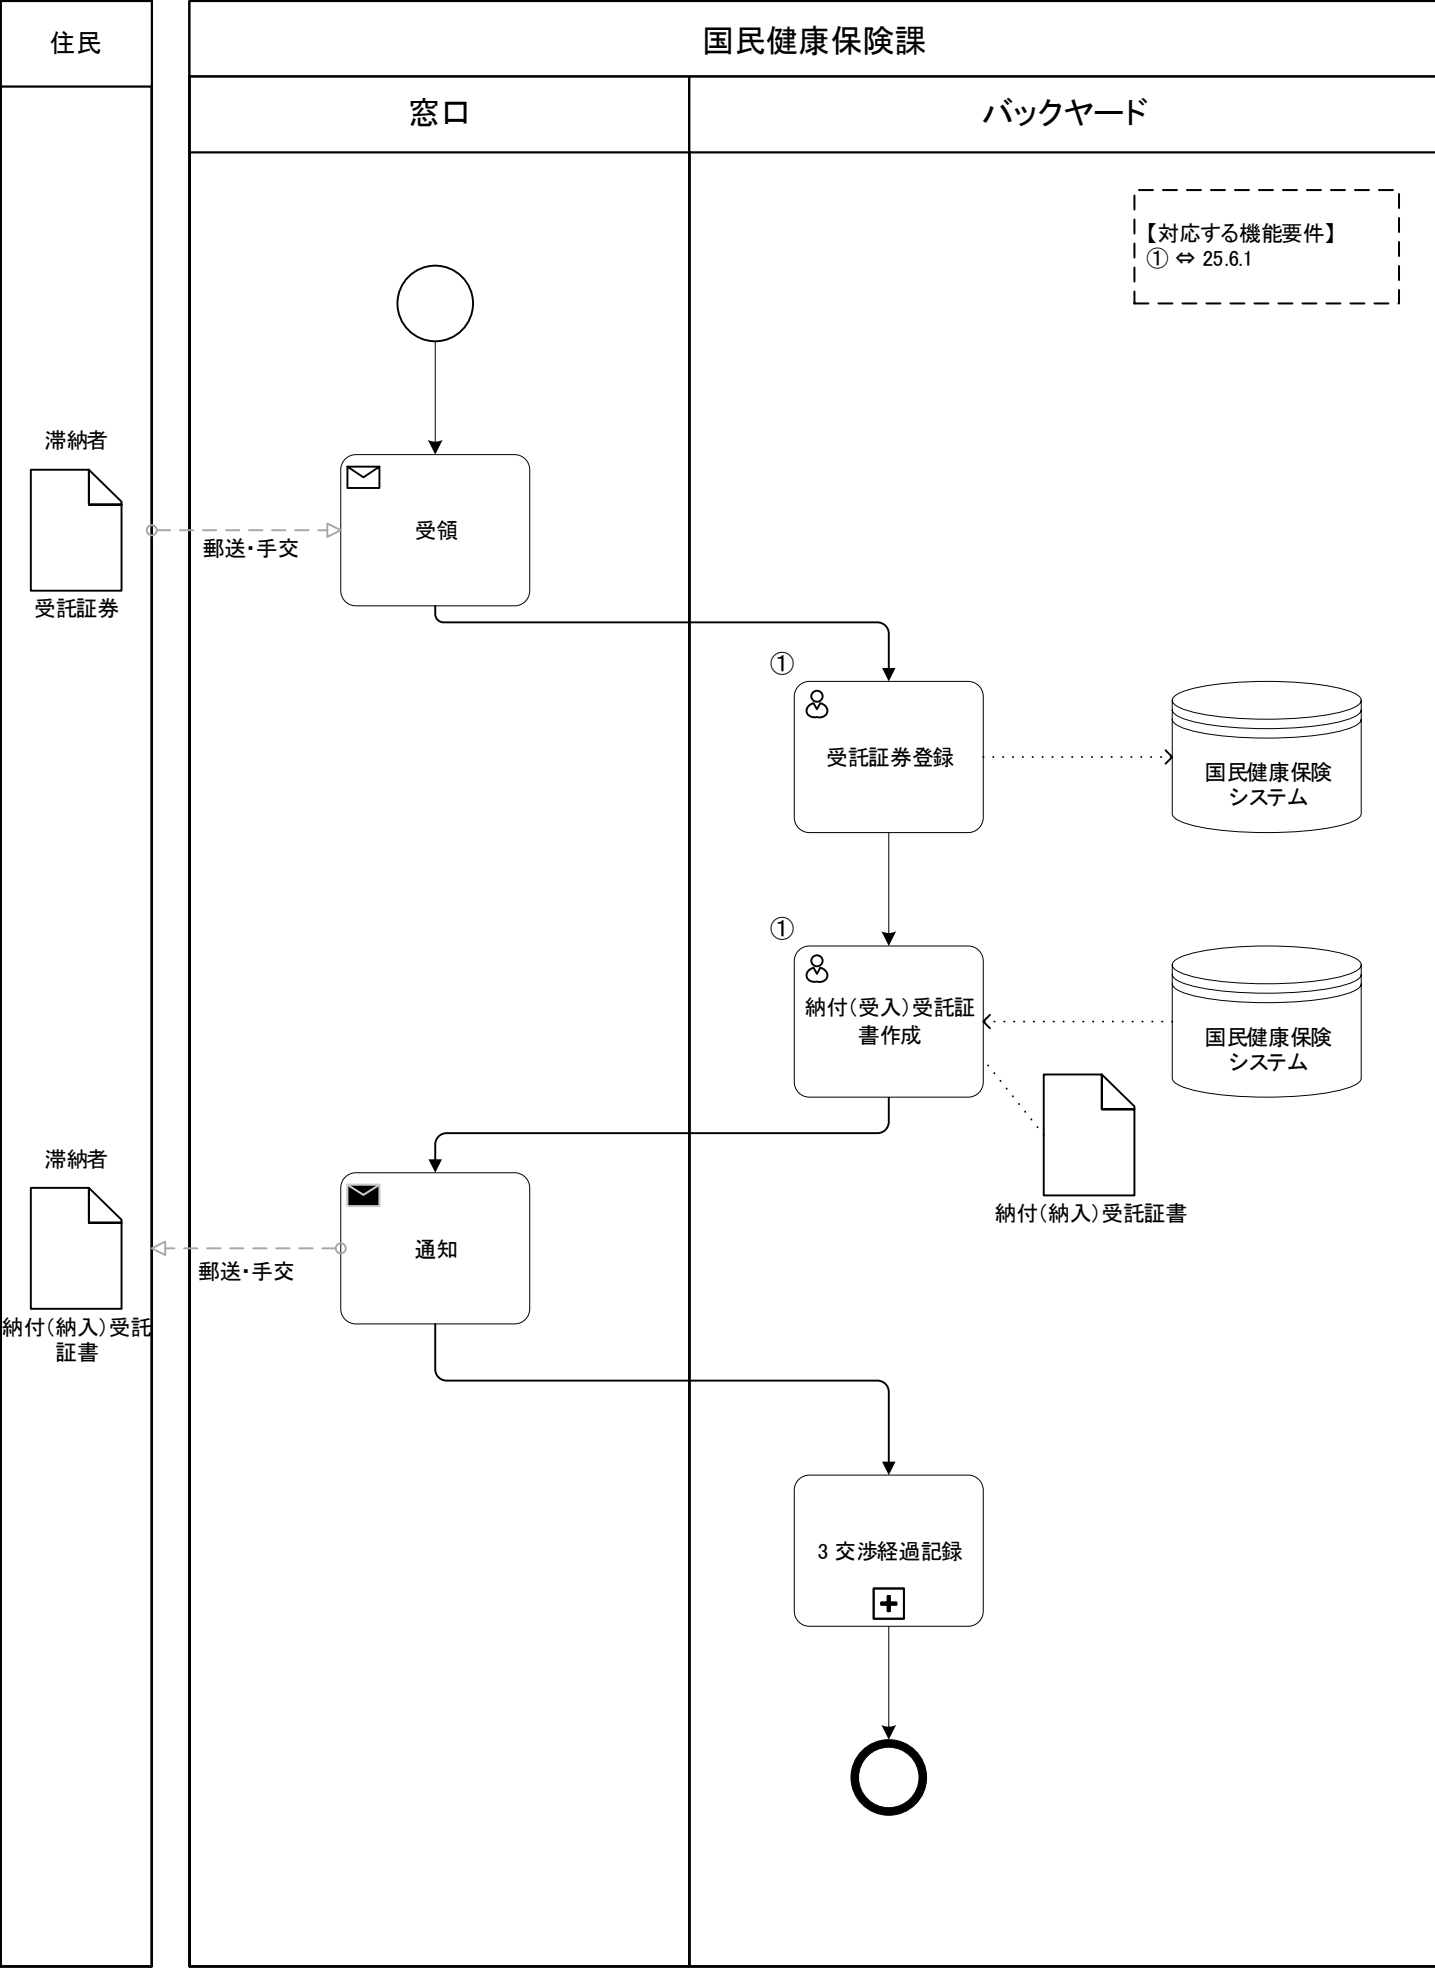 住民
国民健康保険課
窓口
バックヤード
【対応する機能要件】
① ⇔ 25.6.1
滞納者
受領
郵送・手交
受託証券
①
受託証券登録
国民健康保険
システム
①
納付（受入）受託証
書作成
国民健康保険
システム
滞納者
納付（納入）受託証書
通知
郵送・手交
納付（納入）受託
証書
3 交渉経過記録